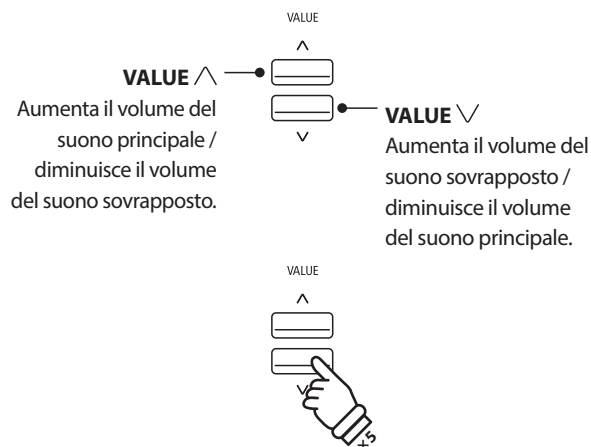 VALUE
VALUE ∧
Aumenta il volume del
suono principale /
diminuisce il volume
del suono sovrapposto.
VALUE ∨
Aumenta il volume del
suono sovrapposto /
diminuisce il volume
del suono principale.
VALUE
x5